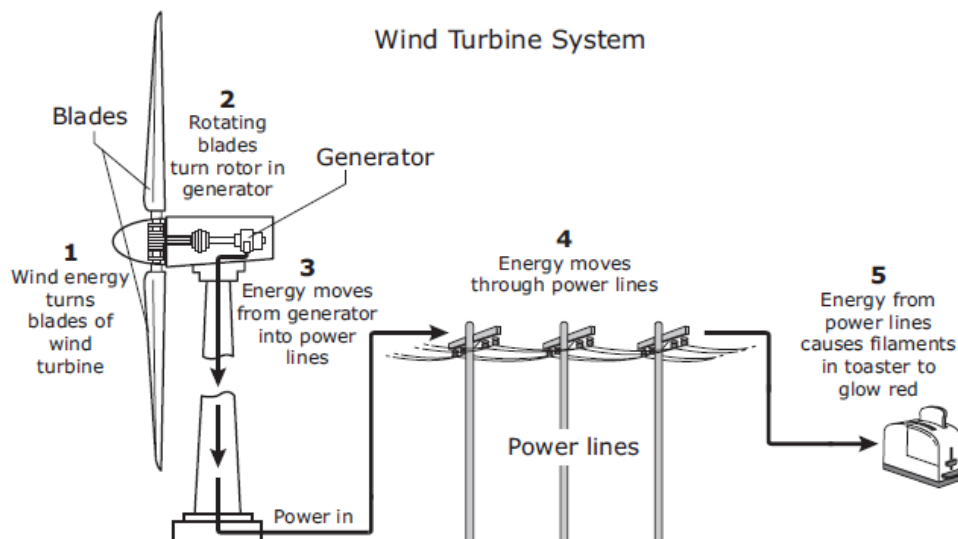 Wind Turbine System
Blades
2
Rotating
blades
turn rotor in
generator
Generator
1
Wind energy
turns
blades of
wind
turbine
3
Energy moves
from generator
into power
lines
4
Energy moves
through power lines
5
Energy from
power lines
causes filaments
in toaster to
glow red
Power lines
Power in